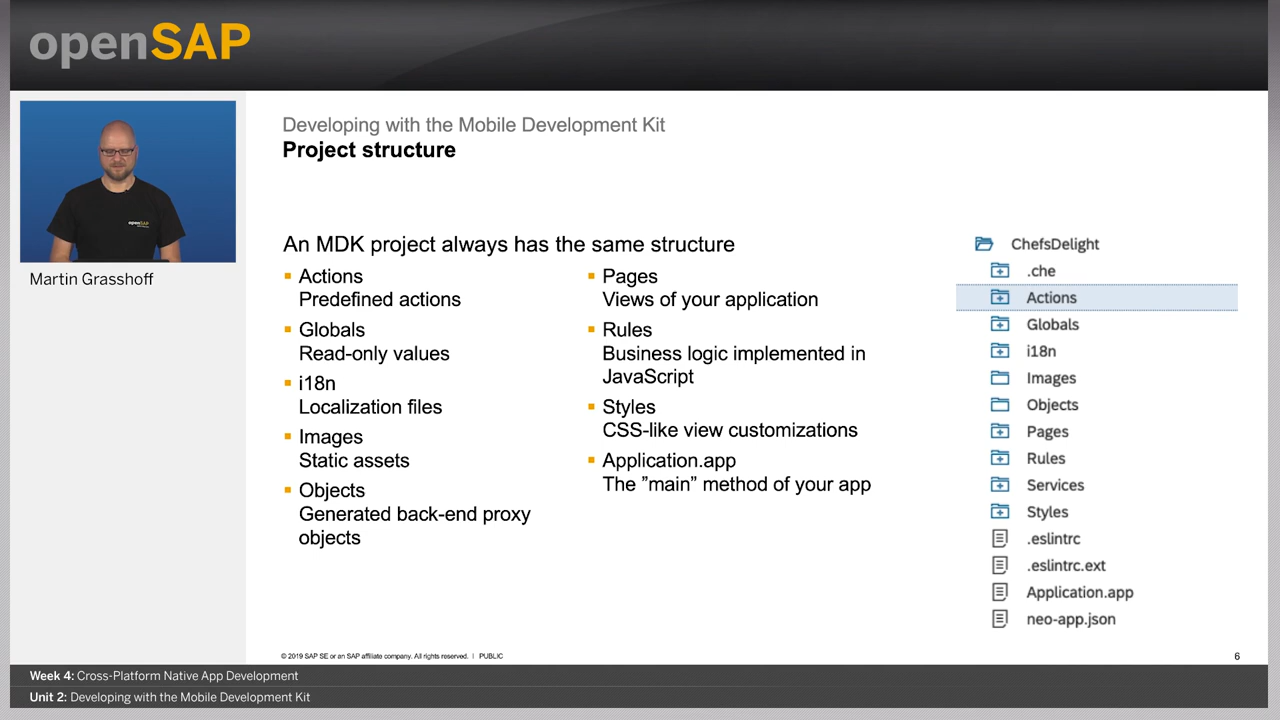 openSAP
Developing with the Mobile Development Kit
Project structure
openSAP
Martin Grasshoff
An MDK project always has the same structure
Actions
Predefined actions
Globals
Read-only values
i18n
Localization files
Images
Static assets
Objects
Generated back-end proxy
objects
Pages
Views of your application
Rules
Business logic implemented in
JavaScript
Styles
CSS-like view customizations
Application.app
The ”main” method of your app
ChefsDelight
.che
Actions
Globals
i18n
Images
Objects
Pages
Rules
Services
Styles
.eslintrc
.eslintrc.ext
Application.app
neo-app.json
© 2019 SAP SE or an SAP affiliate company. All rights reserved. | PUBLIC
6
Week 4: Cross-Platform Native App Development
Unit 2: Developing with the Mobile Development Kit